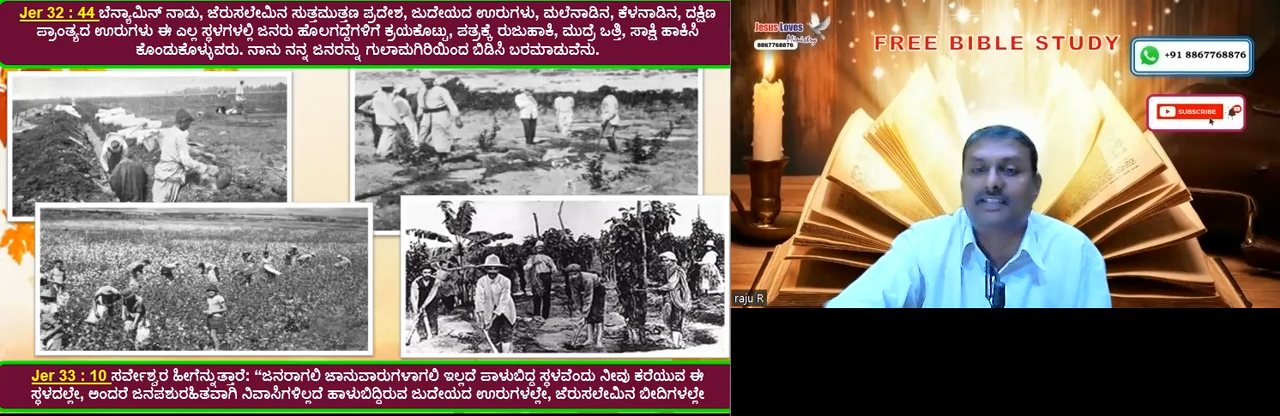 Jer 32 : 44 ಬೆನ್ಯಾಮಿನ್ ನಾಡು, ಜೆರುಸಲೇಮಿನ ಸುತ್ತಮುತ್ತಣ ಪ್ರದೇಶ, ಜುದೇಯದ ಊರುಗಳು, ಮಲೆನಾಡಿನ, ಕೆಳನಾಡಿನ, ದಕ್ಷಿಣ
ಪ್ರಾಂತ್ಯದ ಊರುಗಳು ಈ ಎಲ್ಲ ಸ್ಥಳಗಳಲ್ಲಿ ಜನರು ಹೊಲಗದ್ದೆಗಳಿಗೆ ಕ್ರಯಕೊಟ್ಟು, ಪತ್ರಕ್ಕೆ ರುಜುಹಾಕಿ, ಮುದ್ರೆ ಒತ್ತಿ, ಸಾಕ್ಷಿ ಹಾಕಿಸಿ
ಕೊಂಡುಕೊಳ್ಳುವರು. ನಾನು ನನ್ನ ಜನರನ್ನು ಗುಲಾಮಗಿರಿಯಿಂದ ಬಿಡಿಸಿ ಬರಮಾಡುವೆನು.
Jer 33 : 10 ಸರ್ವೇಶ್ವರ ಹೀಗೆನ್ನುತ್ತಾರೆ: “ಜನರಾಗಲಿ ಜಾನುವಾರುಗಳಾಗಲಿ ಇಲ್ಲದೆ ಪಾಳುಬಿದ್ದ ಸ್ಥಳವೆಂದು ನೀವು ಕರೆಯುವ ಈ
ಸ್ಥಳದಲ್ಲೇ, ಅಂದರೆ ಜನಪಶುರಹಿತವಾಗಿ ನಿವಾಸಿಗಳಿಲ್ಲದೆ ಹಾಳುಬಿದ್ದಿರುವ ಜುದೇಯದ ಊರುಗಳಲ್ಲೇ, ಜೆರುಸಲೇಮಿನ ಬೀದಿಗಳಲ್ಲೇ
Jesus Loves
Ministry
8867768876
FREE BIBLE STUDY
+91 8867768876
SUBSCRIBE
raju R